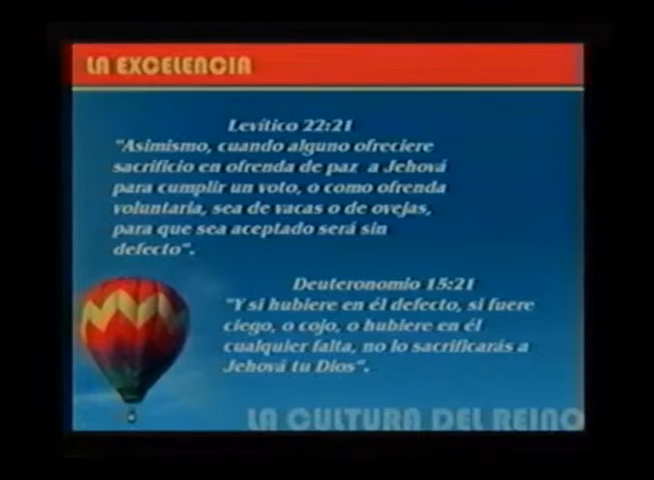 LA EXCELENCIA
Levítico 22:21
"Asimismo, cuando alguno ofreciere
sacrificio en ofrenda de paz a Jehová
para cumplir un voto, o como ofrenda
voluntaria, sea de vacas o de ovejas,
para que sea aceptado será sin
defecto".
Deuteronomio 15:21
"Y si hubiere en él defecto, si fuere
ciego, o cojo, o hubiere en él
cualquier falta, no lo sacrificarás a
Jehová tu Dios".
LA CULTURA DEL REINO